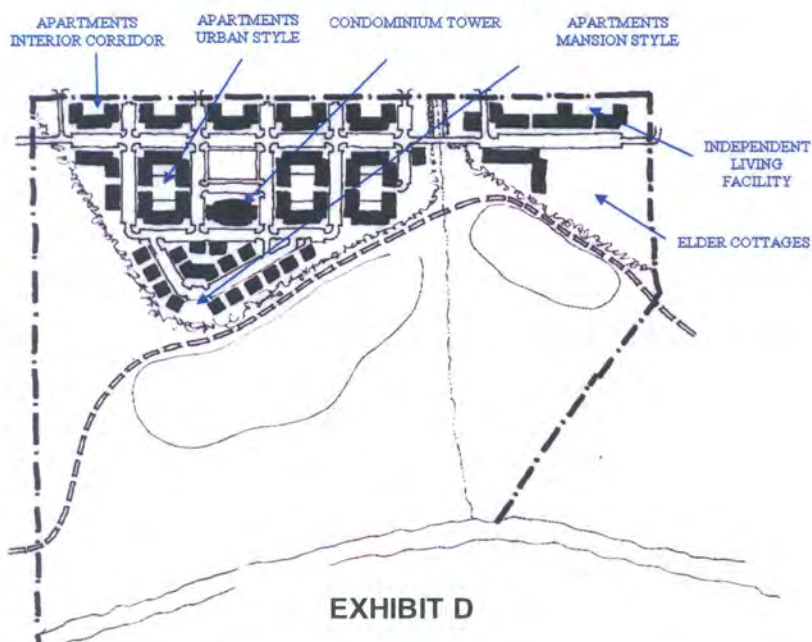 APARTMENTS
INTERIOR CORRIDOR
APARTMENTS
URBAN STYLE
CONDOMINIUM TOWER
APARTMENTS
MANSION STYLE
INDEPENDENT
LIVING
FACILITY
ELDER COTTAGES
EXHIBIT D